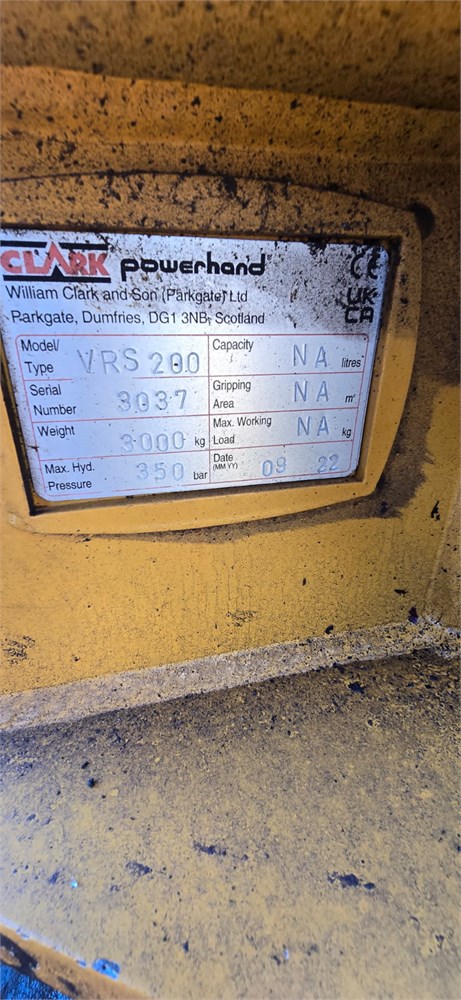 CLARK powerhand CE
William Clark and Son (Parkgate) Ltd UK
Parkgate, Dumfries, DG1 3NB, Scotland CA
Model/ Type VRS 200 Capacity NA litres
Serial Number 3037 Gripping Area NA m²
Weight 3000 kg Max. Working Load NA kg
Max. Hyd. Pressure 350 bar Date (MM YY) 09 22